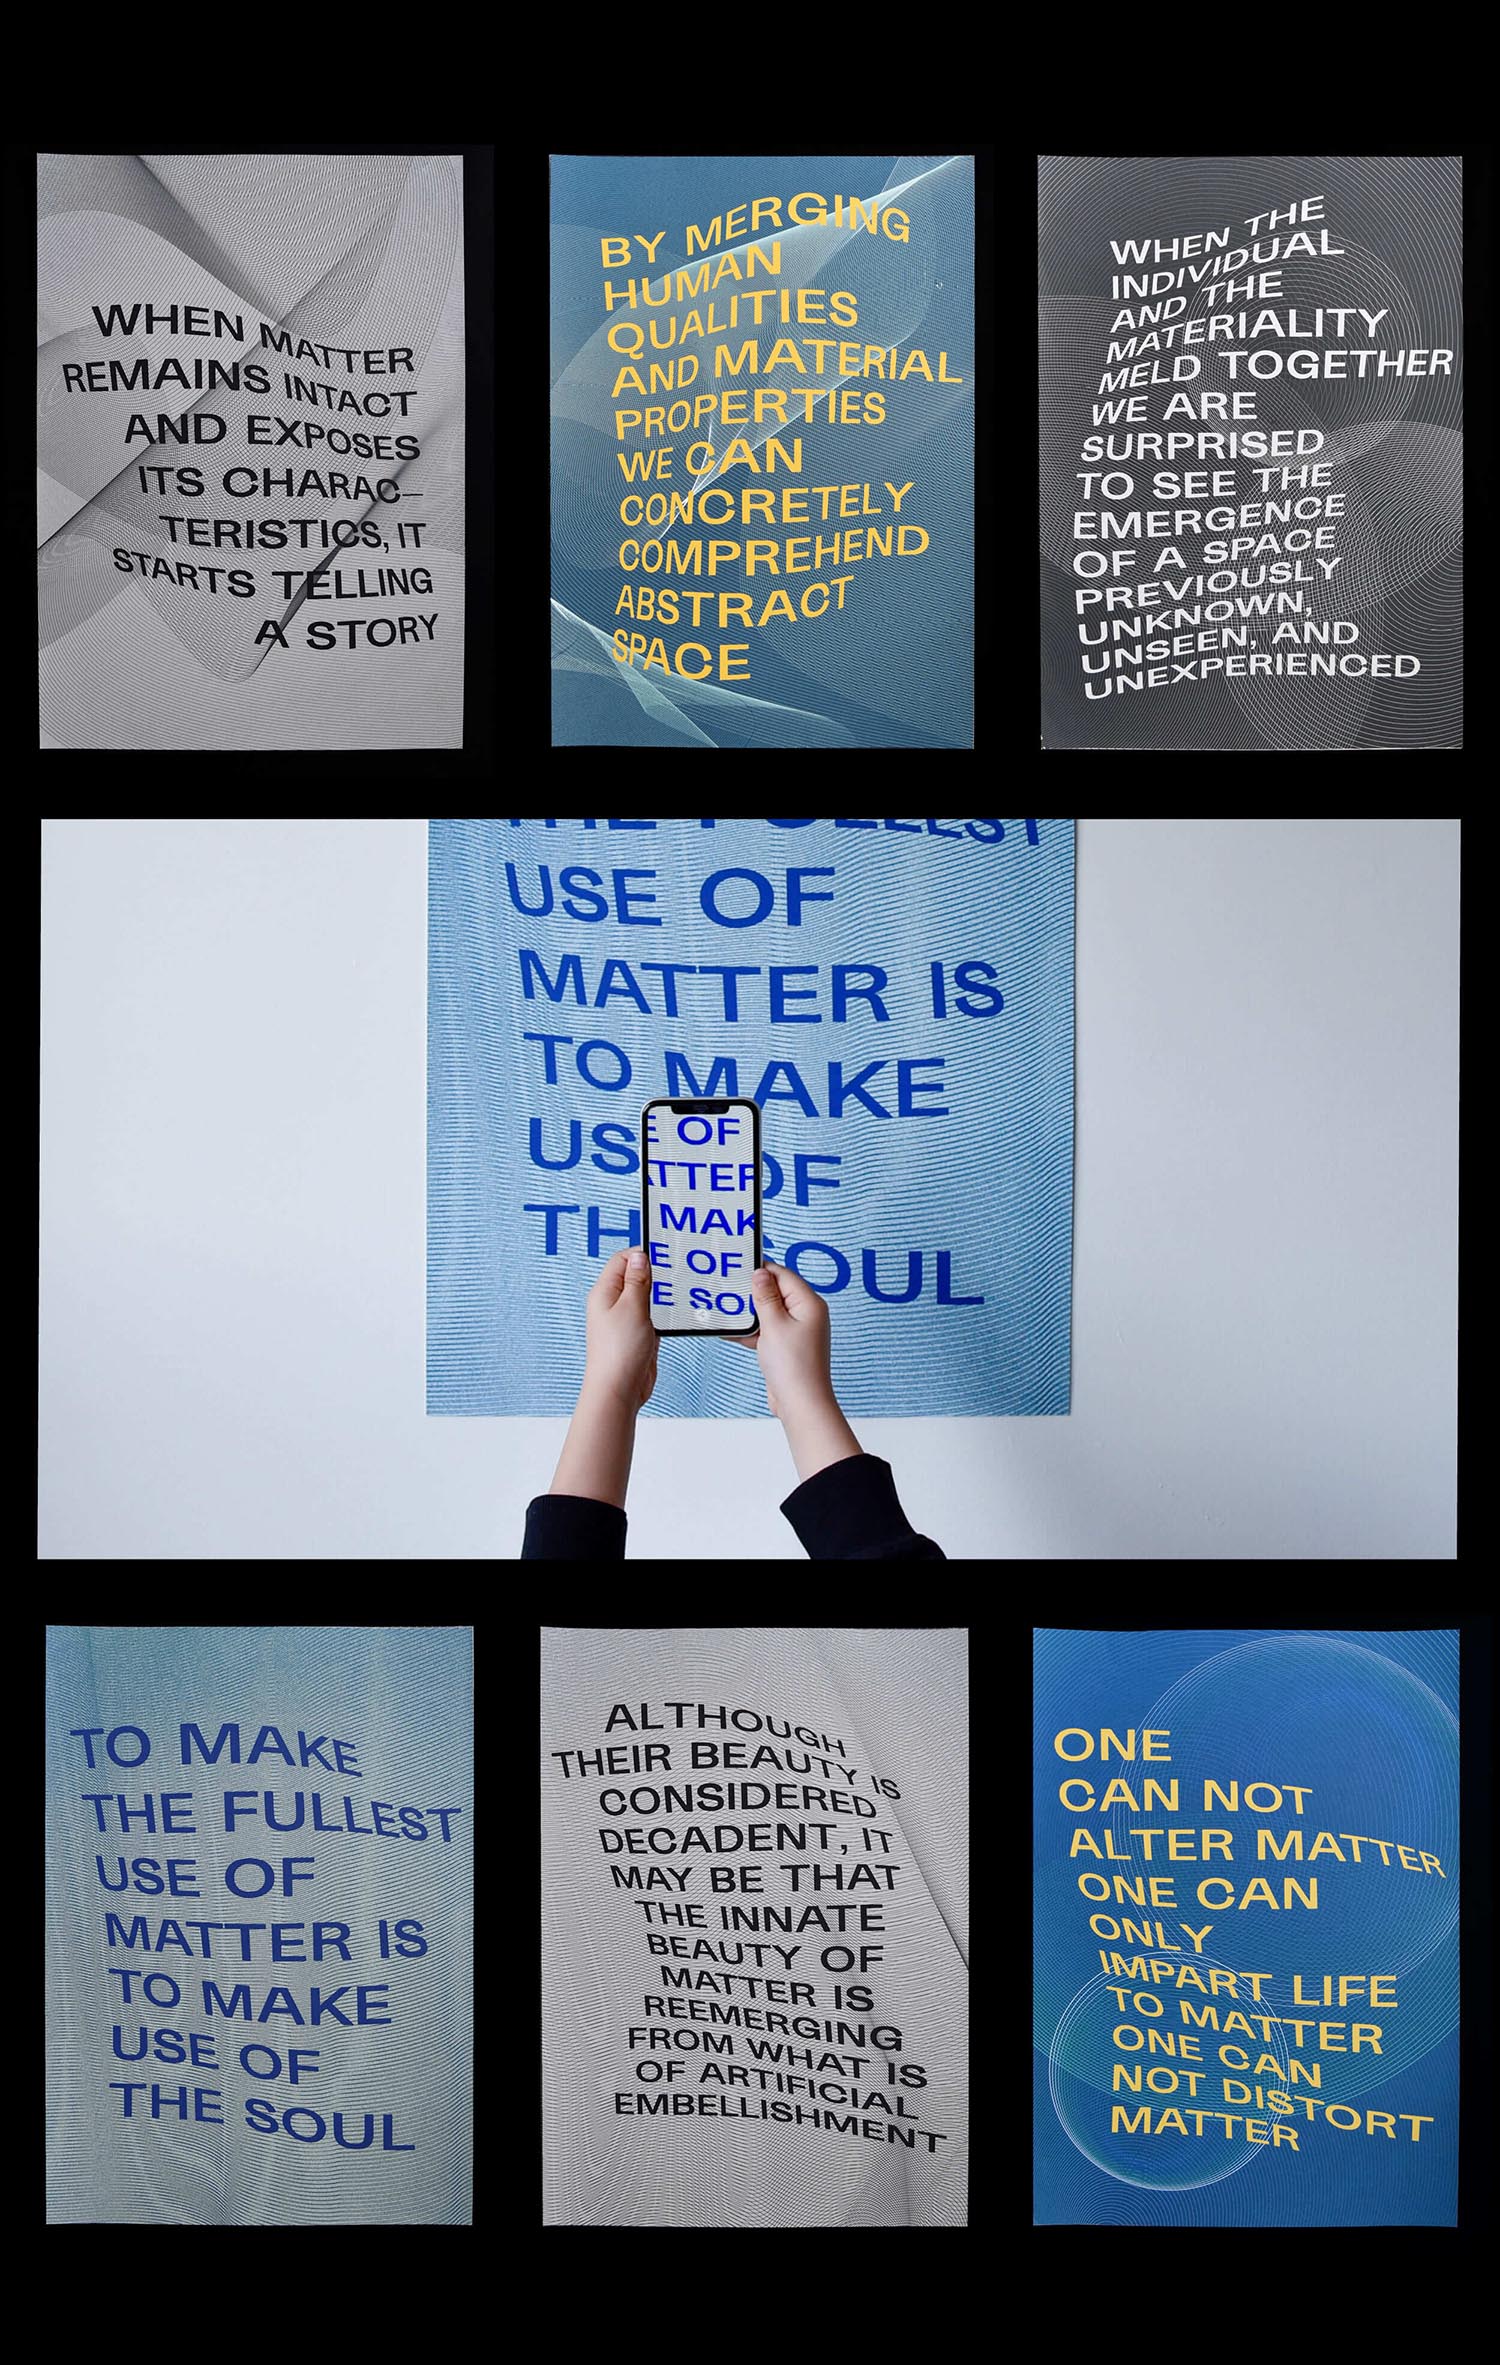 WHEN MATTER
REMAINS INTACT
AND EXPOSES
ITS CHARAC—
TERISTICS, IT
STARTS TELLING
A STORY
BY MERGING
HUMAN
QUALITIES
AND MATERIAL
PROPERTIES
WE CAN
CONCRETELY
COMPREHEND
ABSTRACT
SPACE
WHEN THE
INDIVIDUAL
AND THE
MATERIALITY
MELD TOGETHER
WE ARE
SURPRISED
TO SEE THE
EMERGENCE
OF A SPACE
PREVIOUSLY
UNKNOWN,
UNSEEN, AND
UNEXPERIENCED
THE FULLEST
USE OF
MATTER IS
TO MAKE
US OF
TH SOUL
E OF
ATTER
MAK
E OF
E SOU
TO MAKE
THE FULLEST
USE OF
MATTER IS
TO MAKE
USE OF
THE SOUL
ALTHOUGH
THEIR BEAUTY IS
CONSIDERED
DECADENT, IT
MAY BE THAT
THE INNATE
BEAUTY OF
MATTER IS
REEMERGING
FROM WHAT IS
OF ARTIFICIAL
EMBELLISHMENT
ONE
CAN NOT
ALTER MATTER
ONE CAN
ONLY
IMPART LIFE
TO MATTER
ONE CAN
NOT DISTORT
MATTER